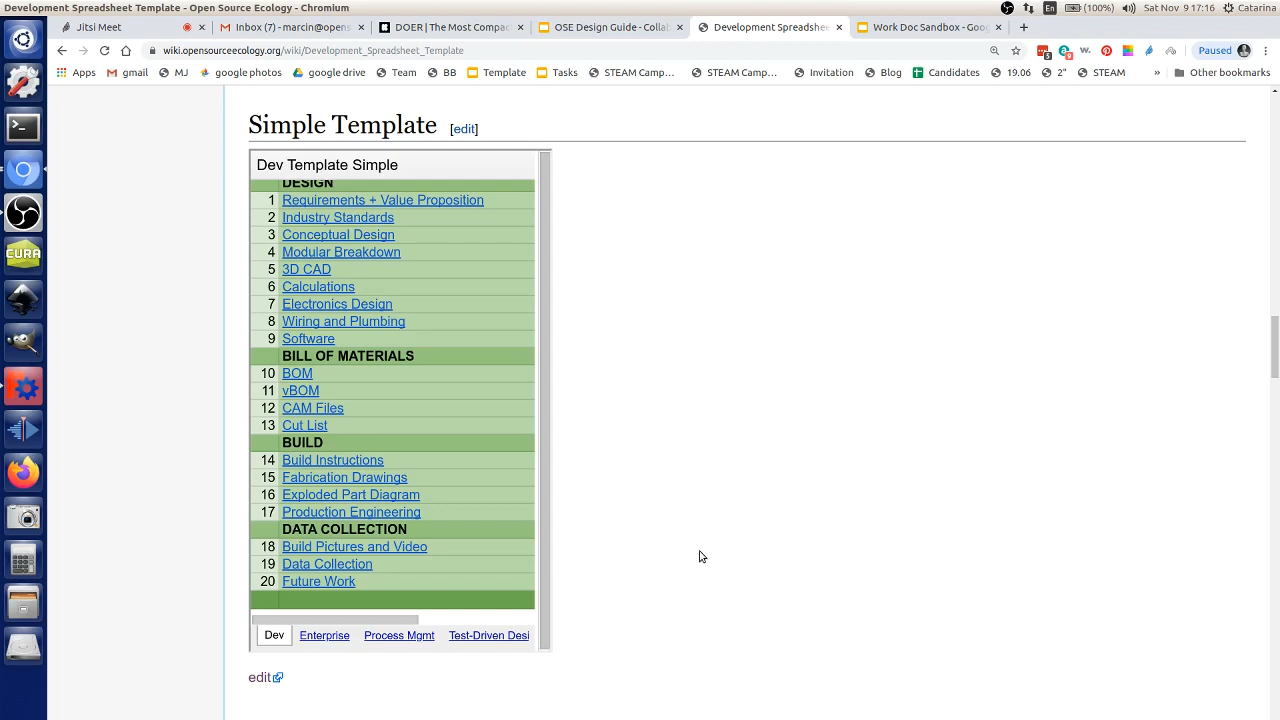 Development Spreadsheet Template - Open Source Ecology - Chromium
En (100%) Sat Nov 9 17:16 Catarina
Jitsi Meet
Inbox (7) - marcin@opens
DOER | The Best Compact
OSE Design Guide - Collab
Development Spreadshee
Work Doc Sandbox - Goog
wiki.opensourceecology.org/wiki/Development_Spreadsheet_Template
Paused
Apps gmail MJ google photos google drive Team BB Template Tasks STEAM Camp... STEAM Camp... Invitation Blog Candidates 19.06 2" STEAM » Other bookmarks
Simple Template [edit]
Dev Template Simple
DESIGN
1 Requirements + Value Proposition
2 Industry Standards
3 Conceptual Design
4 Modular Breakdown
5 3D CAD
6 Calculations
7 Electronics Design
8 Wiring and Plumbing
9 Software
BILL OF MATERIALS
10 BOM
11 vBOM
12 CAM Files
13 Cut List
BUILD
14 Build Instructions
15 Fabrication Drawings
16 Exploded Part Diagram
17 Production Engineering
DATA COLLECTION
18 Build Pictures and Video
19 Data Collection
20 Future Work
Dev Enterprise Process Mgmt Test-Driven Desi
edit
CURA